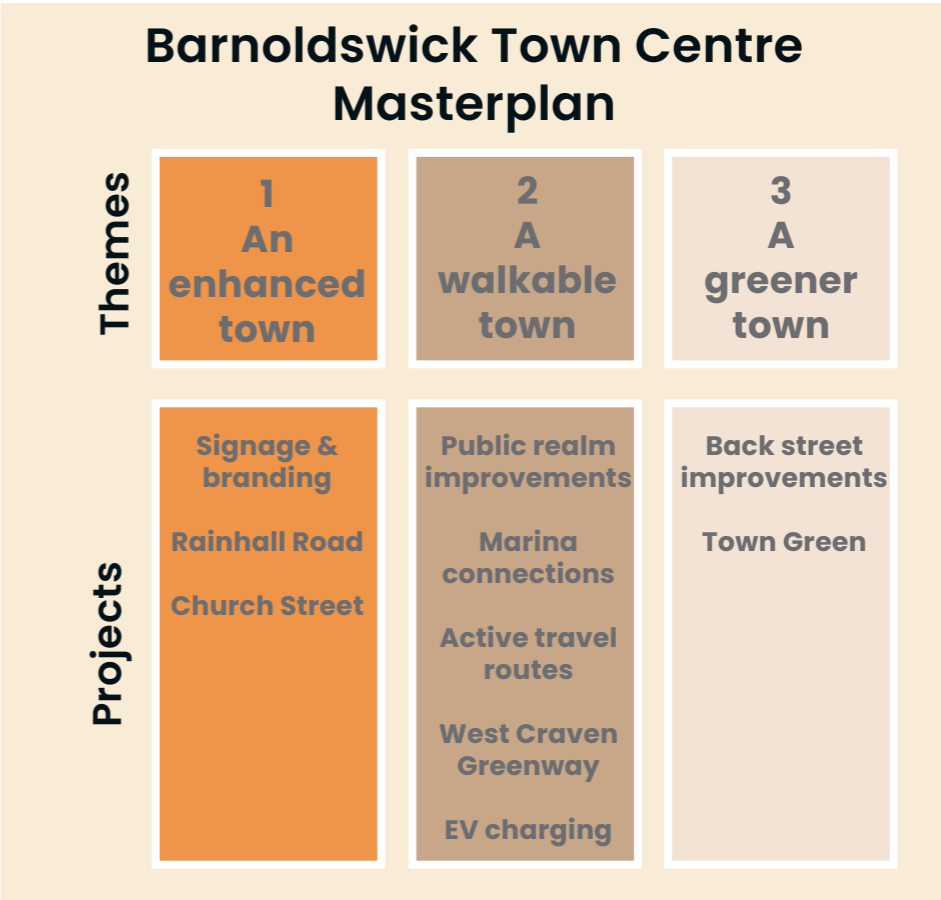 Barnoldswick Town Centre
Masterplan
Themes
1
An
enhanced
town
2
A
walkable
town
3
A
greener
town
Projects
Signage &
branding
Rainhall Road
Church Street
Public realm
improvements
Marina
connections
Active travel
routes
West Craven
Greenway
EV charging
Back street
improvements
Town Green